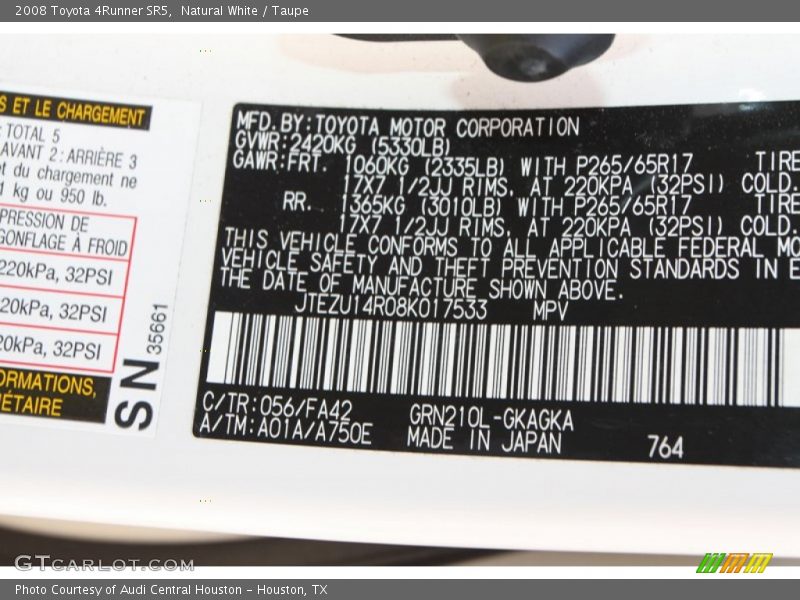 2008 Toyota 4Runner SR5,  Natural White / Taupe
S ET LE CHARGEMENT
: TOTAL 5
AVANT 2 : ARRIÈRE 3
et du chargement ne
1 kg ou 950 lb.
PRESSION DE
GONFLAGE À FROID
220kPa, 32PSI
20kPa, 32PSI
20kPa, 32PSI
ORMATIONS,
IÉTAIRE
SN 35661
MFD. BY: TOYOTA MOTOR CORPORATION
GVWR: 2420KG (5330LB)
GAWR: FRT. 1060KG (2335LB) WITH P265/65R17 TIRE
17X7 1/2JJ RIMS, AT 220KPA (32PSI) COLD.
RR. 1365KG (3010LB) WITH P265/65R17 TIRE
17X7 1/2JJ RIMS, AT 220KPA (32PSI) COLD.
THIS VEHICLE CONFORMS TO ALL APPLICABLE FEDERAL MO
VEHICLE SAFETY AND THEFT PREVENTION STANDARDS IN E
THE DATE OF MANUFACTURE SHOWN ABOVE.
JTEZU14R08K017533 MPV
C/TR: 056/FA42 GRN210L-GKAGKA
A/TM: A01A/A750E MADE IN JAPAN 764
GTCARLOT.COM
Photo Courtesy of Audi Central Houston - Houston, TX